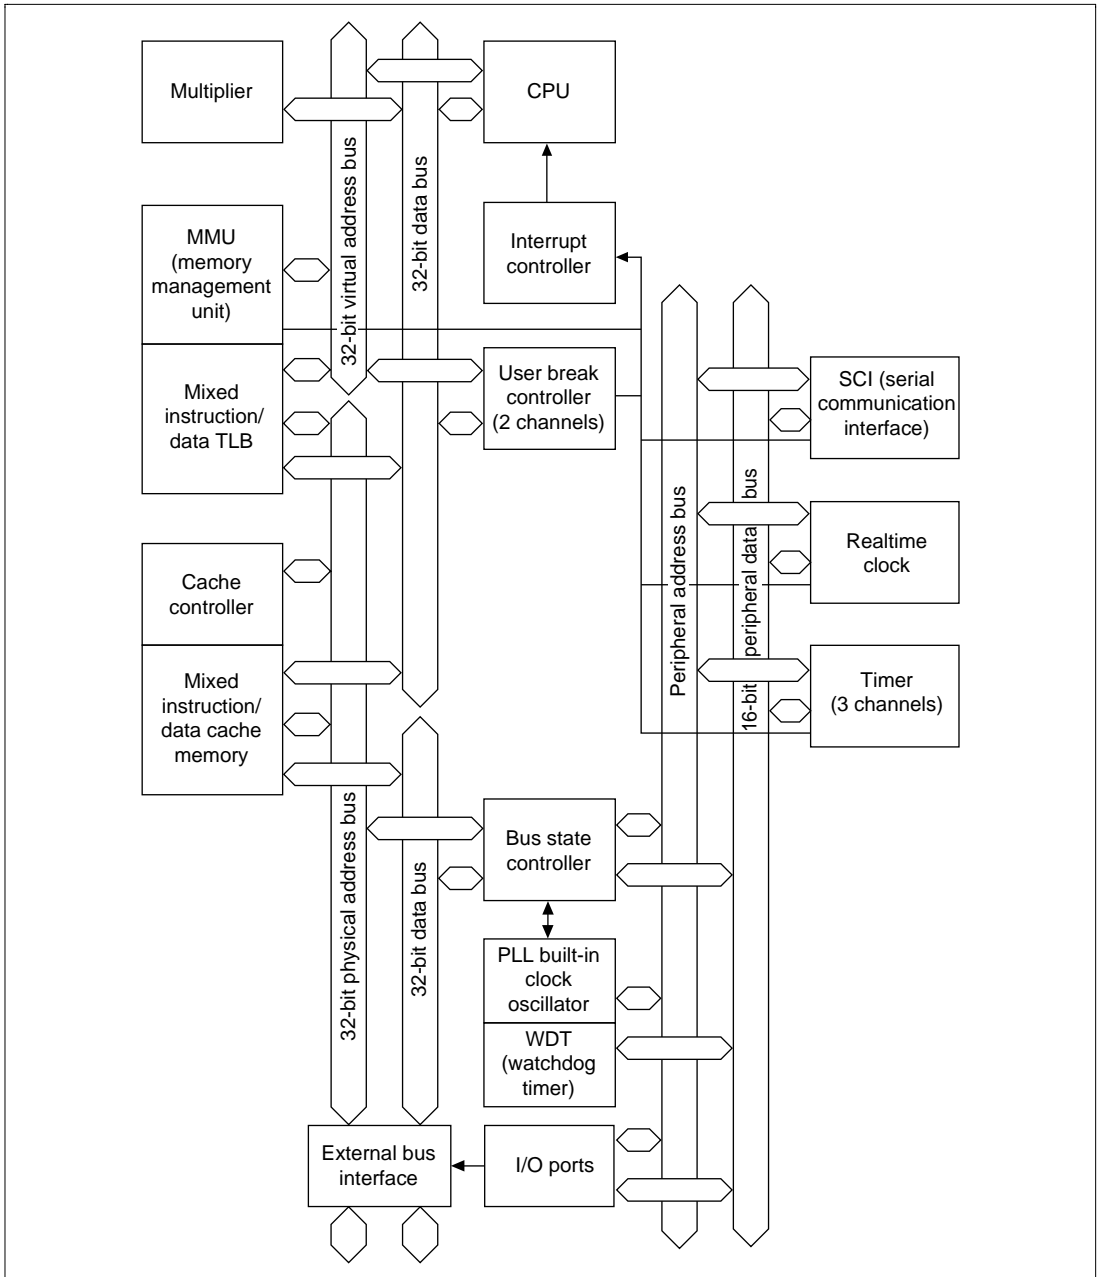 Multiplier
CPU
32-bit virtual address bus
32-bit data bus
MMU
(memory
management
unit)
Interrupt
controller
Mixed
instruction/
data TLB
User break
controller
(2 channels)
SCI (serial
communication
interface)
Peripheral address bus
16-bit peripheral data bus
Realtime
clock
Cache
controller
Mixed
instruction/
data cache
memory
Timer
(3 channels)
32-bit physical address bus
32-bit data bus
Bus state
controller
PLL built-in
clock
oscillator
WDT
(watchdog
timer)
External bus
interface
I/O ports